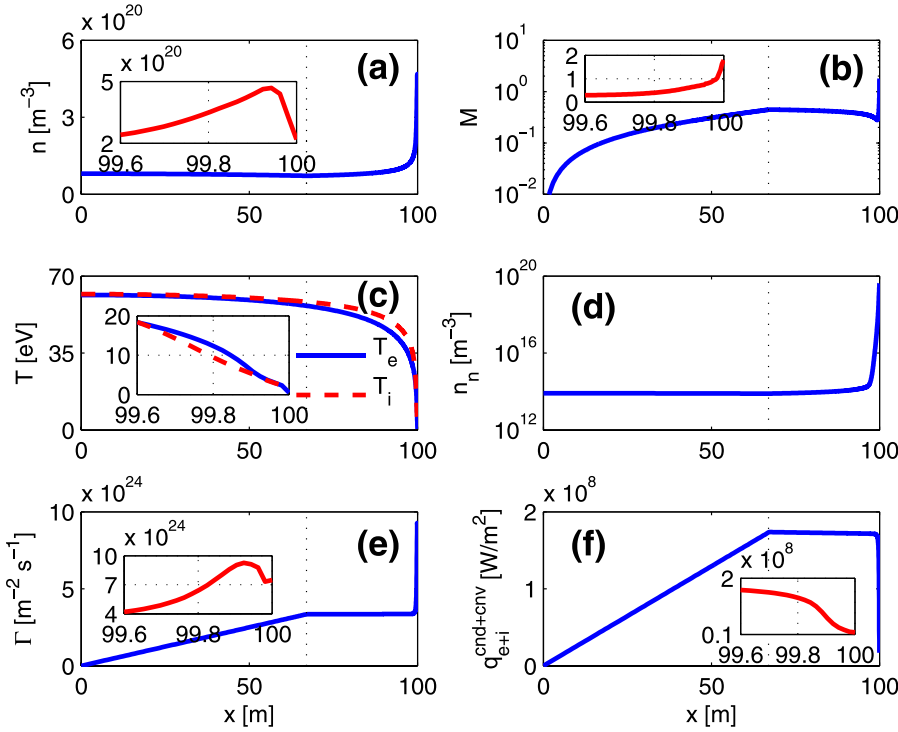 x 10^20
6
3
0
n [m^−3]
(a)
x 10^20
5
2
99.6 99.8 100
0 50 100
10^1
10^0
10^−1
10^−2
M
(b)
2
1
0
99.6 99.8 100
0 50 100
70
35
0
T [eV]
(c)
20
10
0
99.6 99.8 100
T_e
T_i
0 50 100
10^20
10^16
10^12
n_n [m^−3]
(d)
0 50 100
x 10^24
10
5
0
Γ [m^−2 s^−1]
(e)
x 10^24
10
7
4
99.6 99.8 100
0 50 100
x [m]
x 10^8
2
1
0
q_e+i^cnd+cnv [W/m^2]
(f)
x 10^8
2
0.1
99.6 99.8 100
0 50 100
x [m]